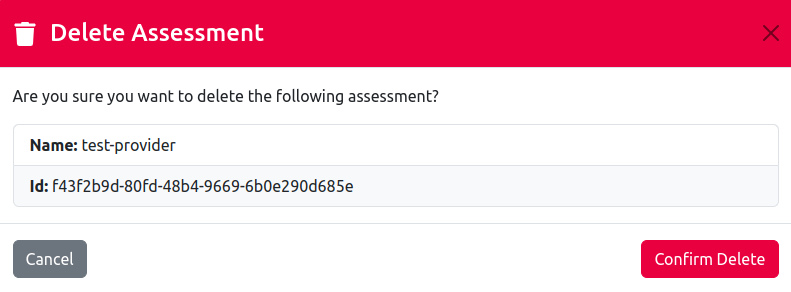 Delete Assessment
Are you sure you want to delete the following assessment?
Name: test-provider
Id: f43f2b9d-80fd-48b4-9669-6b0e290d685e
Cancel
Confirm Delete